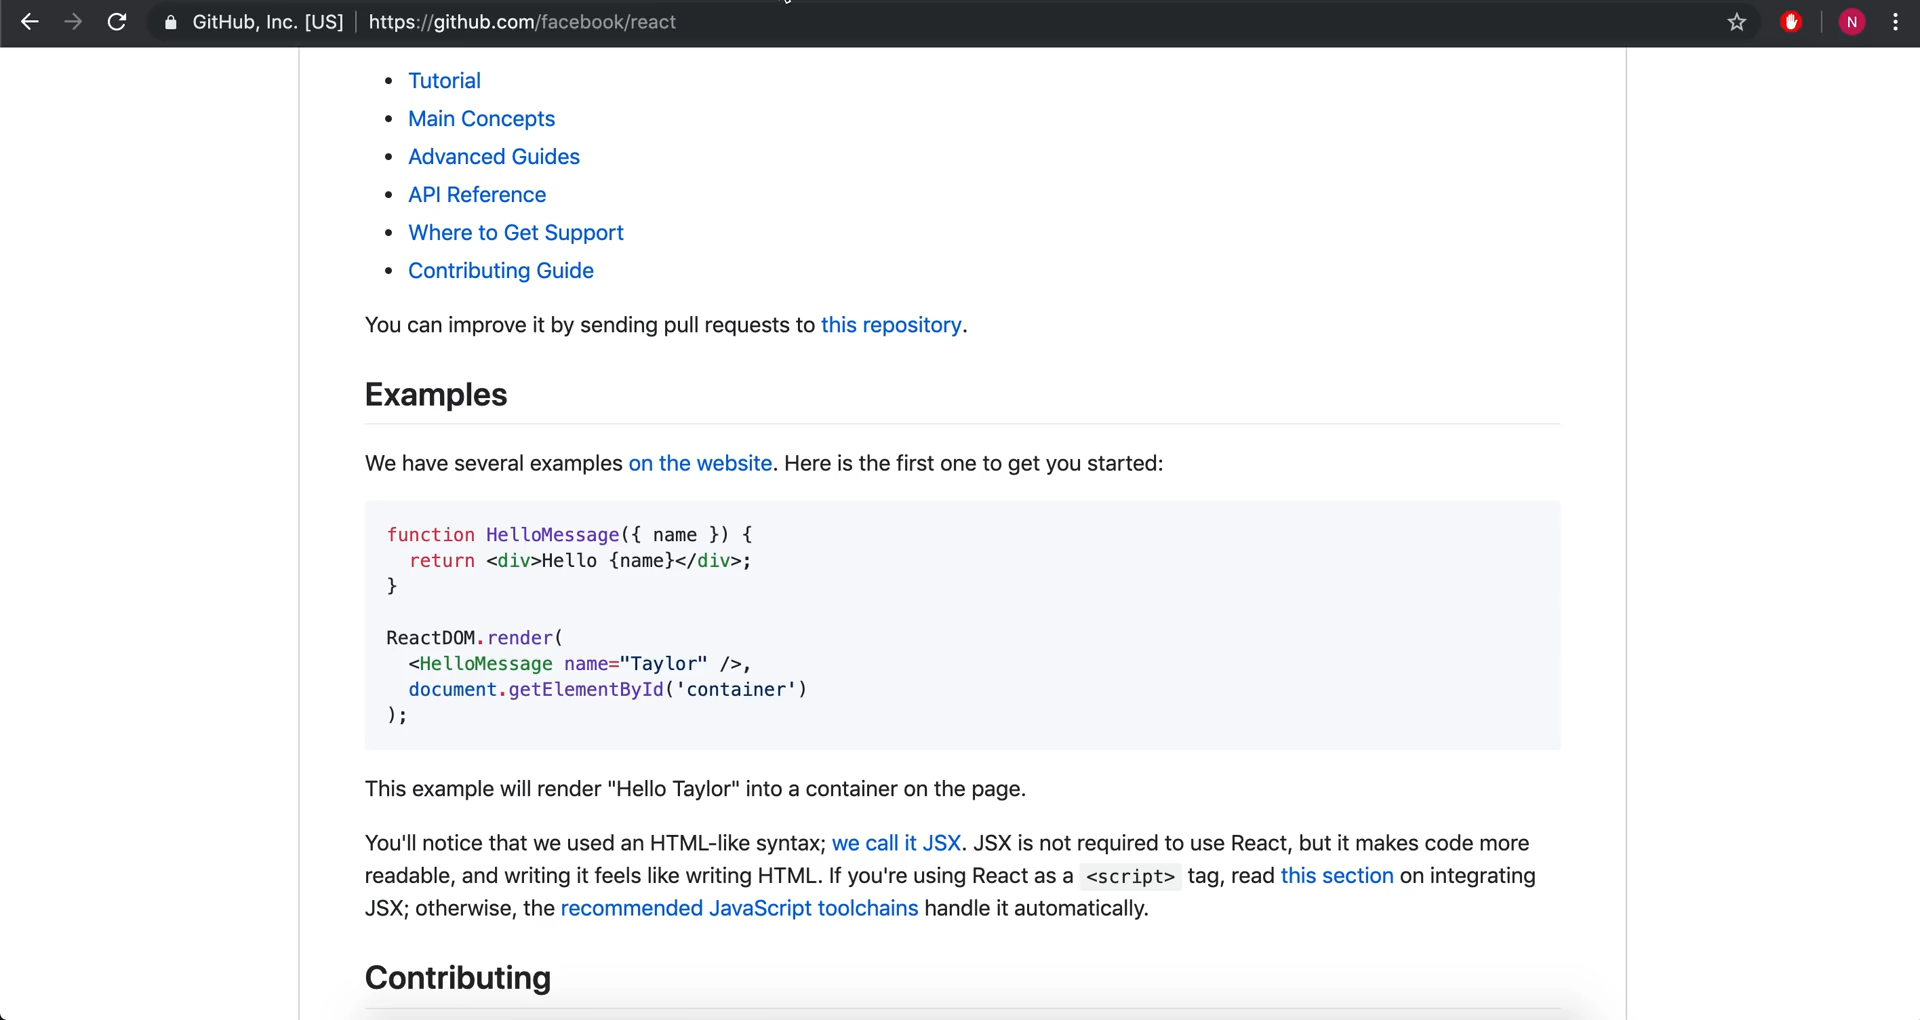 GitHub, Inc. [US] | https://github.com/facebook/react
N
• Tutorial
• Main Concepts
• Advanced Guides
• API Reference
• Where to Get Support
• Contributing Guide
You can improve it by sending pull requests to this repository.
Examples
We have several examples on the website. Here is the first one to get you started:
function HelloMessage({ name }) {
  return <div>Hello {name}</div>;
}
ReactDOM.render(
  <HelloMessage name="Taylor" />,
  document.getElementById('container')
);
This example will render "Hello Taylor" into a container on the page.
You'll notice that we used an HTML-like syntax; we call it JSX. JSX is not required to use React, but it makes code more
readable, and writing it feels like writing HTML. If you're using React as a <script> tag, read this section on integrating
JSX; otherwise, the recommended JavaScript toolchains handle it automatically.
Contributing